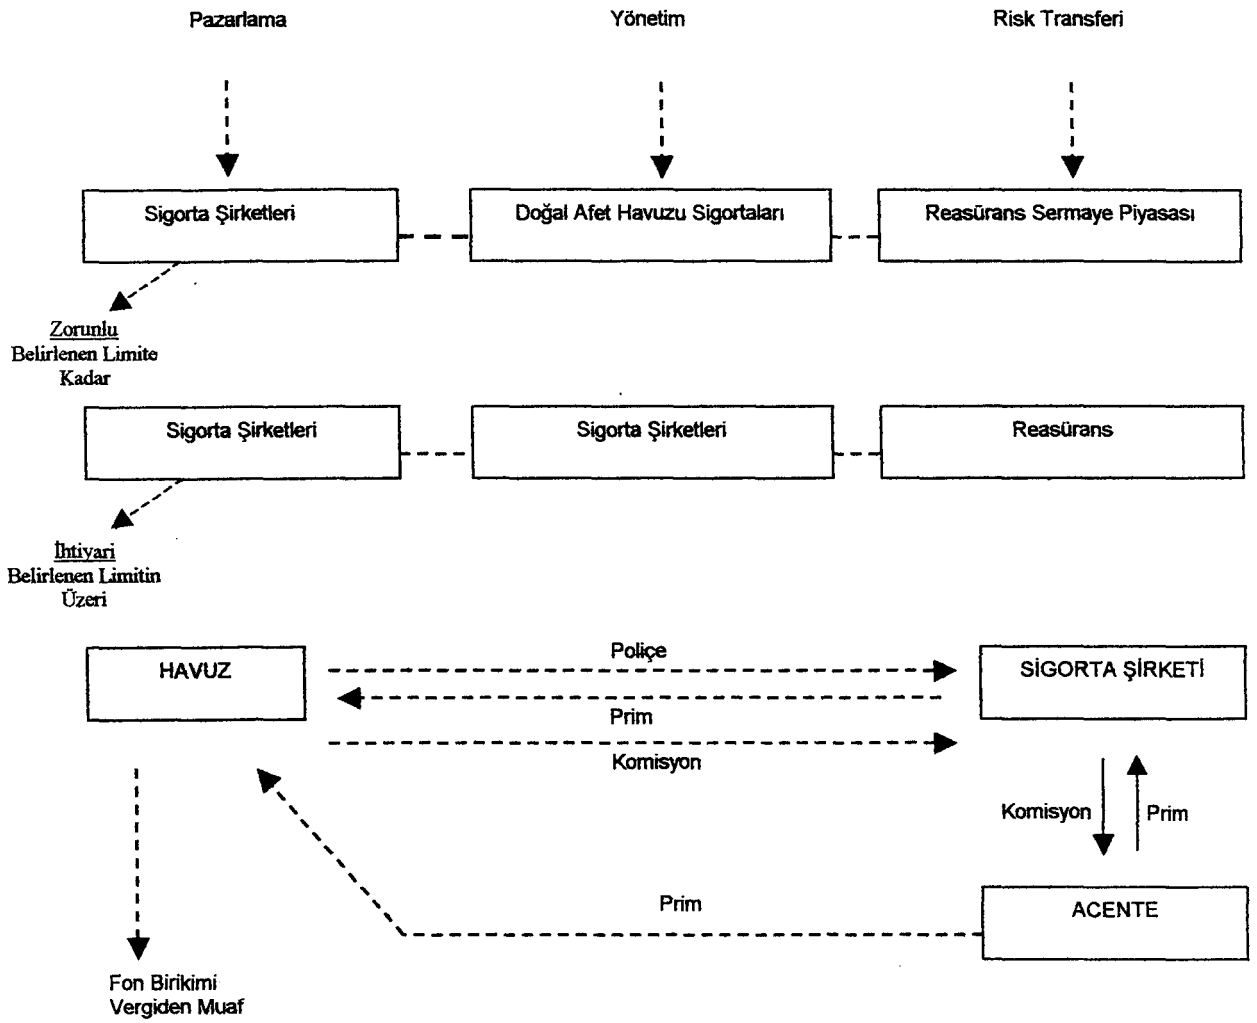 Pazarlama
Yönetim
Risk Transferi
Sigorta Şirketleri
Doğal Afet Havuzu Sigortaları
Reasürans Sermaye Piyasası
Zorunlu
Belirlenen Limite
Kadar
Sigorta Şirketleri
Sigorta Şirketleri
Reasürans
İhtiyari
Belirlenen Limitin
Üzeri
HAVUZ
Poliçe
SİGORTA ŞİRKETİ
Prim
Komisyon
Komisyon
Prim
Prim
ACENTE
Fon Birikimi
Vergiden Muaf